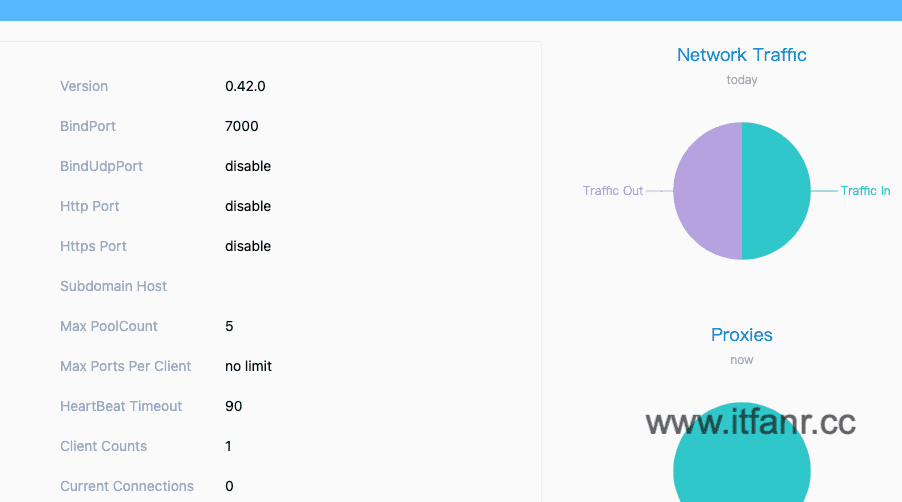 Version 0.42.0
BindPort 7000
BindUdpPort disable
Http Port disable
Https Port disable
Subdomain Host
Max PoolCount 5
Max Ports Per Client no limit
HeartBeat Timeout 90
Client Counts 1
Current Connections 0
Network Traffic
today
Traffic Out
Traffic In
Proxies
now
www.itfanr.cc